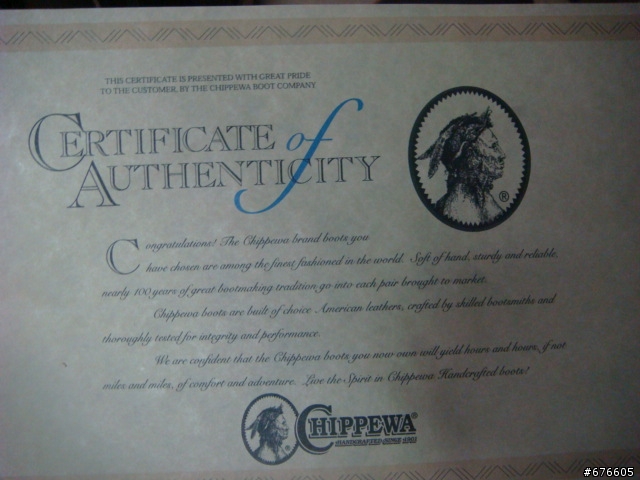 THIS CERTIFICATE IS PRESENTED WITH GREAT PRIDE
TO THE CUSTOMER, BY THE CHIPPEWA BOOT COMPANY
CERTIFICATE of
AUTHENTICITY
®
Congratulations! The Chippewa brand boots you
have chosen are among the finest fashioned in the world. Soft of hand, sturdy and reliable,
nearly 100 years of great bootmaking tradition go into each pair brought to market.
Chippewa boots are built of choice American leathers, crafted by skilled bootsmiths and
thoroughly tested for integrity and performance.
We are confident that the Chippewa boots you now own will yield hours and hours, if not
miles and miles, of comfort and adventure. Live the Spirit in Chippewa Handcrafted boots!
CHIPPEWA®
HANDCRAFTED SINCE 1901
#676605